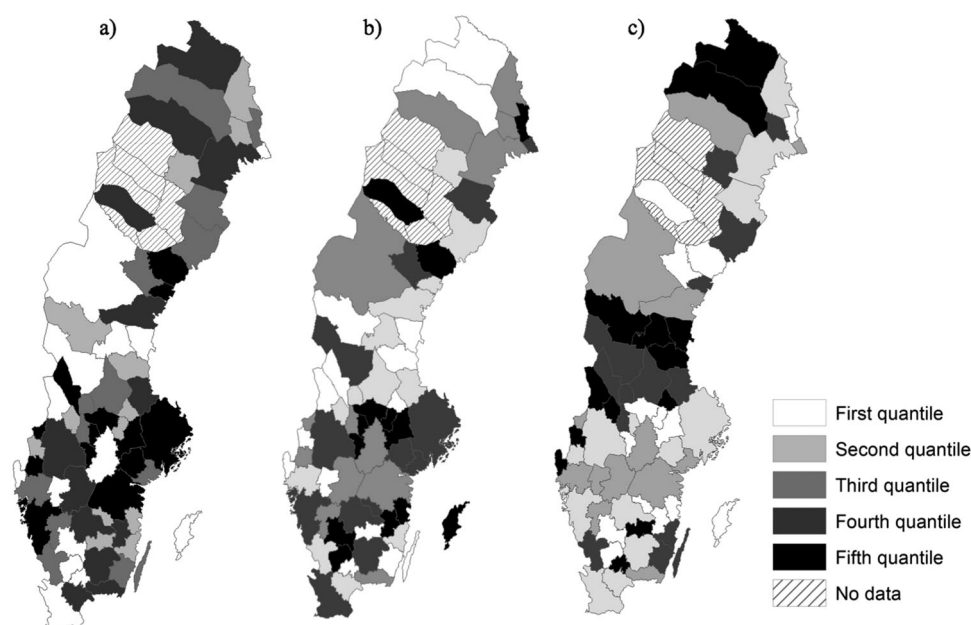 a)
b)
c)
First quantile
Second quantile
Third quantile
Fourth quantile
Fifth quantile
No data